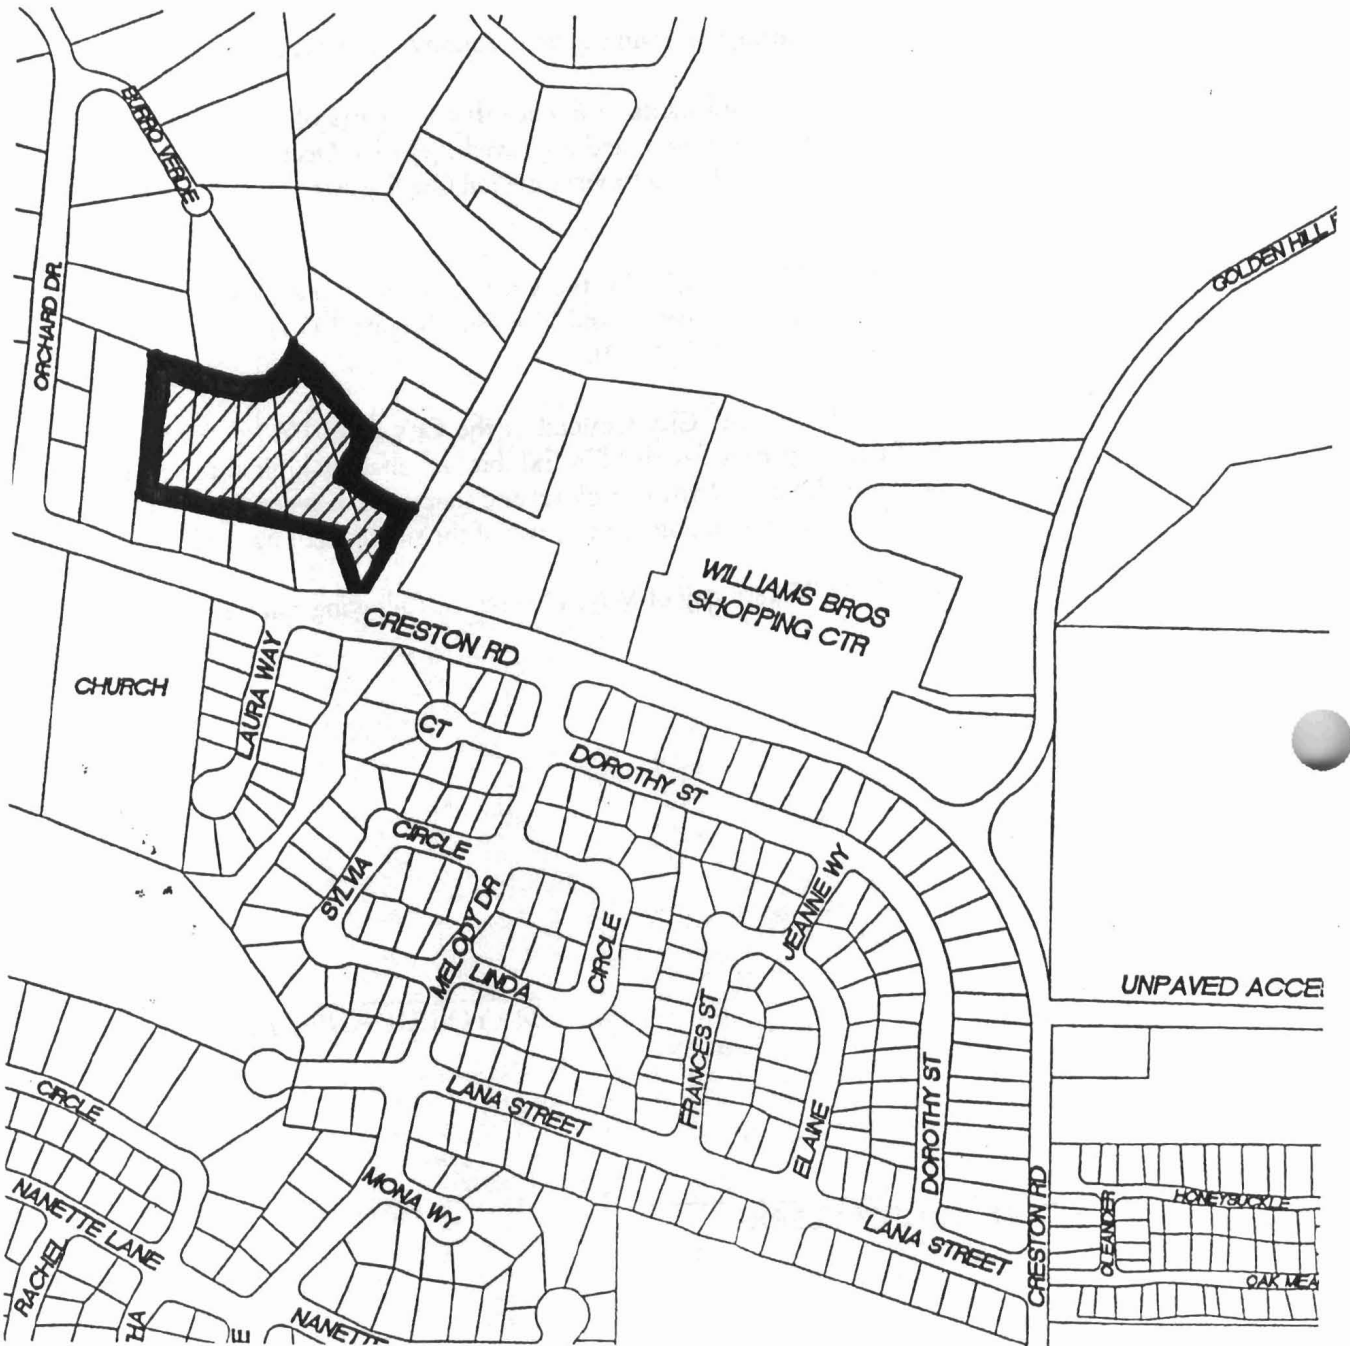 BURRO VERDE
GOLDEN HILL
ORCHARD DR.
WILLIAMS BROS
SHOPPING CTR
CRESTON RD
CHURCH
LAURA WAY
CT
DOROTHY ST
CIRCLE
SYLVIA
MELODY DR
JEANNE WY
CIRCLE
LINDA
UNPAVED ACCE
FRANCES ST
CIRCLE
LANA STREET
DOROTHY ST
ELAINE
MONA WY
NANETTE LANE
CRESTON RD
HONEYSUCKLE
OLEANDER
LANA STREET
RACHEL
OAK MEA
HA
E
NANETTE